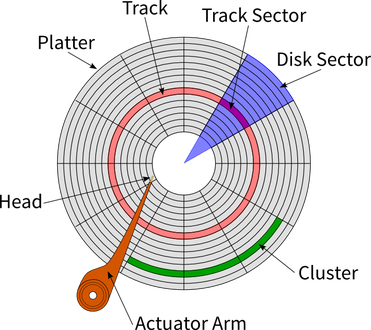 Track
Track Sector
Platter
Disk Sector
Head
Cluster
Actuator Arm